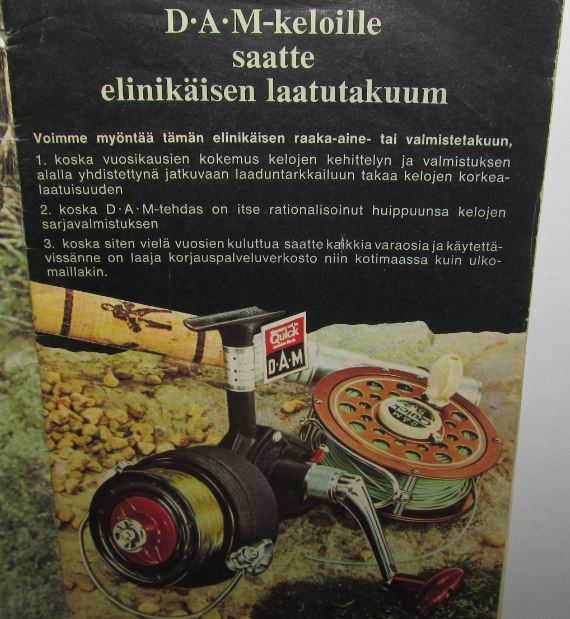 D·A·M-keloille
saatte
elinikäisen laatutakuum
Voimme myöntää tämän elinikäisen raaka-aine- tai valmistetakuun,
1. koska vuosikausien kokemus kelojen kehittelyn ja valmistuksen
alalla yhdistettynä jatkuvaan laaduntarkkailuun takaa kelojen korkea-
laatuisuuden
2. koska D·A·M-tehdas on itse rationalisoinut huippuunsa kelojen
sarjavalmistuksen
3. koska siten vielä vuosien kuluttua saatte kaikkia varaosia ja käytettä-
vissänne on laaja korjauspalveluverkosto niin kotimaassa kuin ulko-
maillakin.
Quick
D·A·M
D·A·M